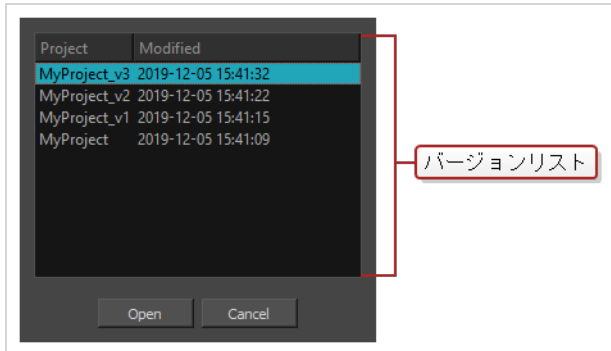 Project Modified
MyProject_v3 2019-12-05 15:41:32
MyProject_v2 2019-12-05 15:41:22
MyProject_v1 2019-12-05 15:41:15
MyProject 2019-12-05 15:41:09
バージョンリスト
Open Cancel